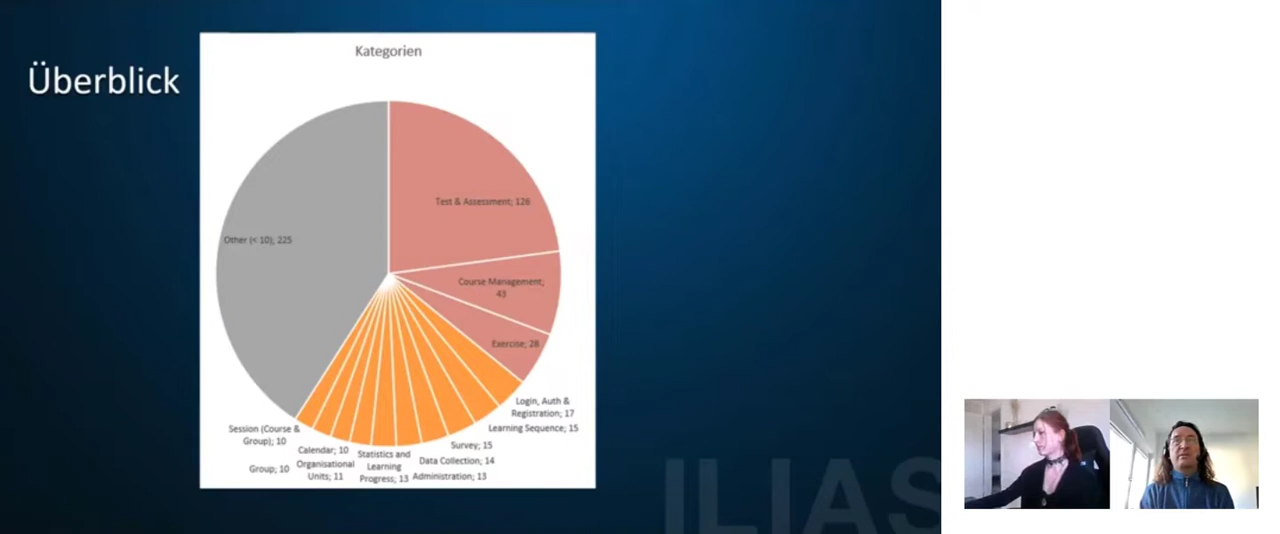 Überblick
Kategorien
Test & Assessment; 126
Other (< 10); 225
Course Management;
43
Exercise; 28
Login, Auth &
Registration; 17
Learning Sequence; 15
Survey; 15
Data Collection; 14
Administration; 13
Statistics and
Learning
Progress; 13
Organisational
Units; 11
Calendar; 10
Group; 10
Session (Course &
Group); 10
ILIAS